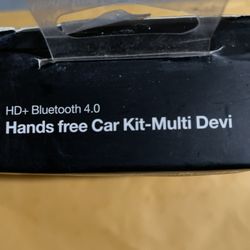 HD+ Bluetooth 4.0
Hands free Car Kit-Multi Devi